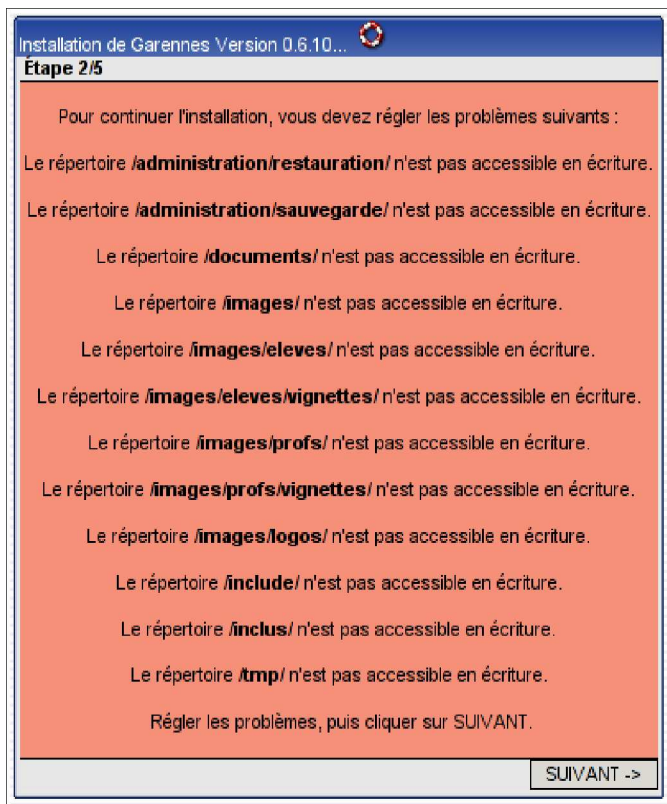 Installation de Garennes Version 0.6.10...
Étape 2/5
Pour continuer l'installation, vous devez régler les problèmes suivants :
Le répertoire /administration/restauration/ n'est pas accessible en écriture.
Le répertoire /administration/sauvegarde/ n'est pas accessible en écriture.
Le répertoire /documents/ n'est pas accessible en écriture.
Le répertoire /images/ n'est pas accessible en écriture.
Le répertoire /images/eleves/ n'est pas accessible en écriture.
Le répertoire /images/eleves/vignettes/ n'est pas accessible en écriture.
Le répertoire /images/profs/ n'est pas accessible en écriture.
Le répertoire /images/profs/vignettes/ n'est pas accessible en écriture.
Le répertoire /images/logos/ n'est pas accessible en écriture.
Le répertoire /include/ n'est pas accessible en écriture.
Le répertoire /inclus/ n'est pas accessible en écriture.
Le répertoire /tmp/ n'est pas accessible en écriture.
Régler les problèmes, puis cliquer sur SUIVANT.
SUIVANT ->